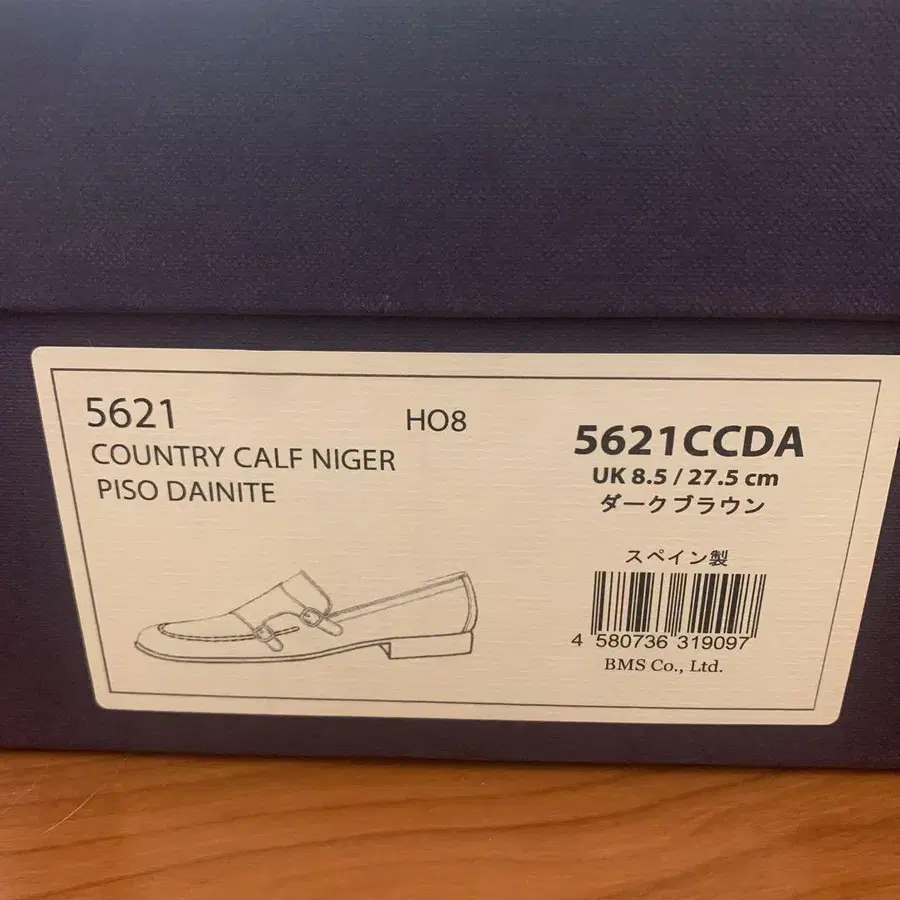 5621
HO8
COUNTRY CALF NIGER
PISO DAINITE
5621CCDA
UK 8.5 / 27.5 cm
ダークブラウン
スペイン製
4 580736 319097
BMS Co., Ltd.